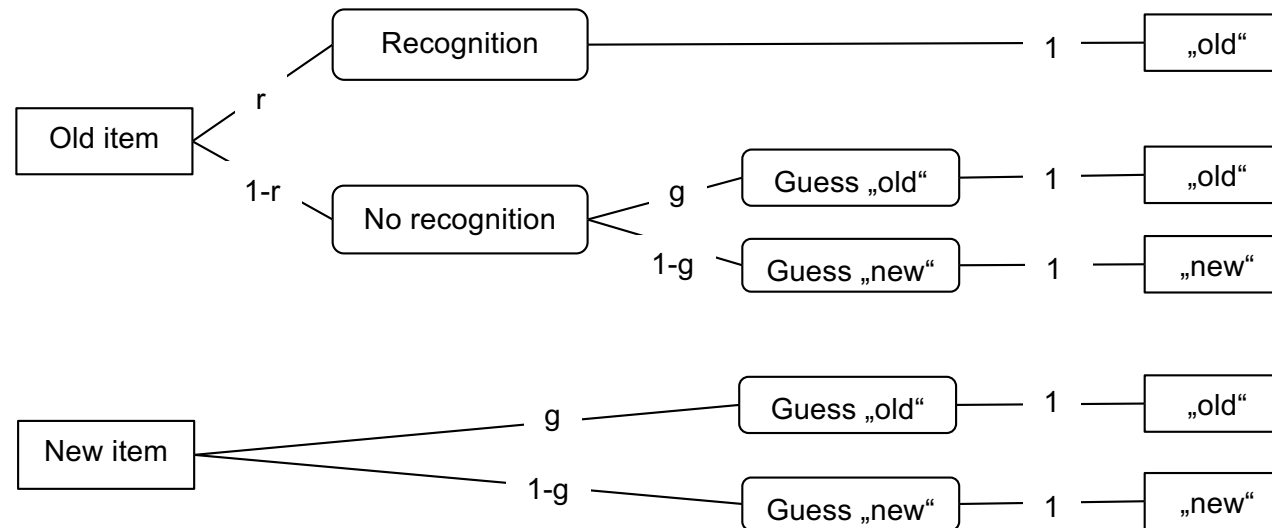 Recognition
1
„old“
r
Old item
1-r
No recognition
g
Guess „old“
1
„old“
1-g
Guess „new“
1
„new“
New item
g
Guess „old“
1
„old“
1-g
Guess „new“
1
„new“